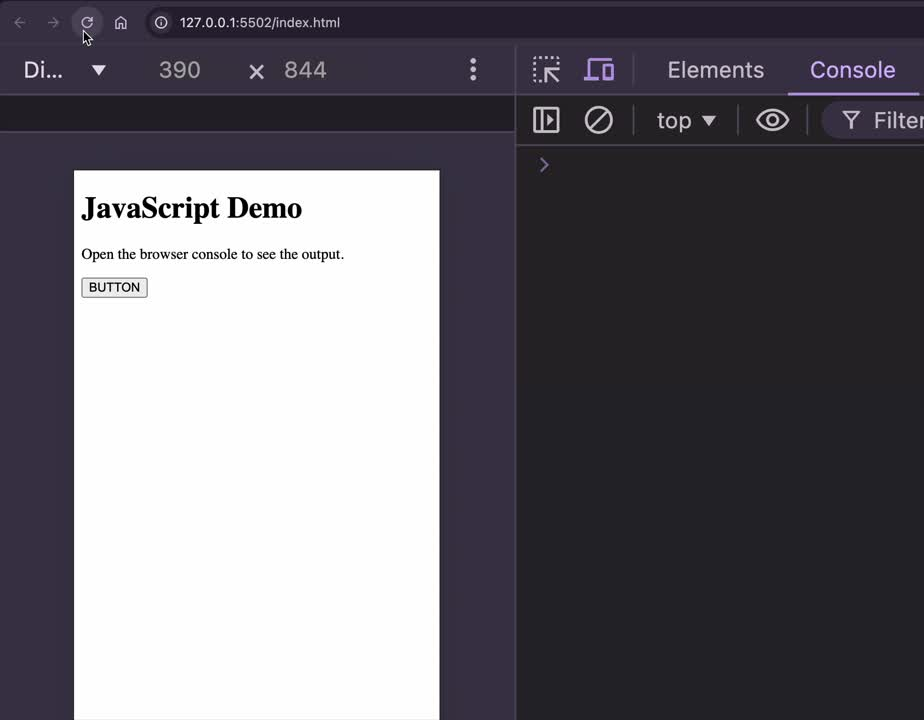 127.0.0.1:5502/index.html
Di... 390 × 844 Elements Console
top Filter
JavaScript Demo
Open the browser console to see the output.
BUTTON